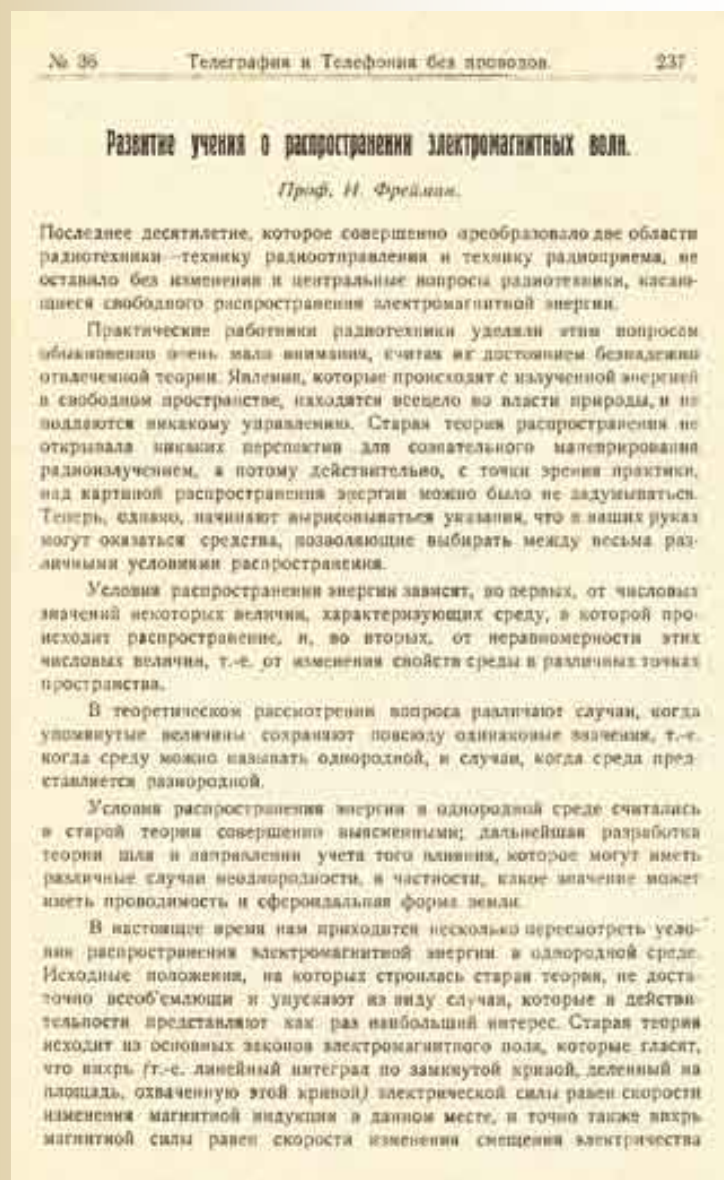 № 36 Телеграфия и Телефония без проводов. 237
Развитие учения о распространении электромагнитных волн.
Проф. И. Фрейман.
Последнее десятилетие, которое совершенно преобразовало две области
радиотехники—технику радиоотправления и технику радиоприема, не
оставило без изменения и центральные вопросы радиотехники, касаю-
щиеся свободного распространения электромагнитной энергии.
Практические работники радиотехники уделяли этим вопросам
обыкновенно очень мало внимания, считая их достоянием безнадежно
отвлеченной теории. Явления, которые происходят с излученной энергией
в свободном пространстве, находятся всецело во власти природы, и не
поддаются никакому управлению. Старая теория распространения не
открывала никаких перспектив для сознательного маневрирования
радиоизлучением, а потому действительно, с точки зрения практики,
над картиной распространения энергии можно было не задумываться.
Теперь, однако, начинают вырисовываться указания, что в наших руках
могут оказаться средства, позволяющие выбирать между весьма раз-
личными условиями распространения.
Условия распространения энергии зависят, во первых, от числовых
значений некоторых величин, характеризующих среду, в которой про-
исходит распространение, и, во вторых, от неравномерности этих
числовых величин, т.-е. от изменения свойств среды в различных точках
пространства.
В теоретическом рассмотрении вопроса различают случаи, когда
упомянутые величины сохраняют повсюду одинаковые значения, т.-е.
когда среду можно называть однородной, и случаи, когда среда пред-
ставляется разнородной.
Условия распространения энергии в однородной среде считались
в старой теории совершенно выясненными; дальнейшая разработка
теории шла в направлении учета того влияния, которое могут иметь
различные случаи неоднородности, в частности, какое значение может
иметь проводимость и сфероидальная форма земли.
В настоящее время нам приходится несколько пересмотреть усло-
вия распространения электромагнитной энергии в однородной среде.
Исходные положения, на которых строилась старая теория, не доста-
точно всеоб'емлющи и упускают из виду случаи, которые в действи-
тельности представляют как раз наибольший интерес. Старая теория
исходит из основных законов электромагнитного поля, которые гласят,
что вихрь (т.-е. линейный интеграл по замкнутой кривой, деленный на
площадь, охваченную этой кривой) электрической силы равен скорости
изменения магнитной индукции в данном месте, и точно также вихрь
магнитной силы равен скорости изменения смещения электричества